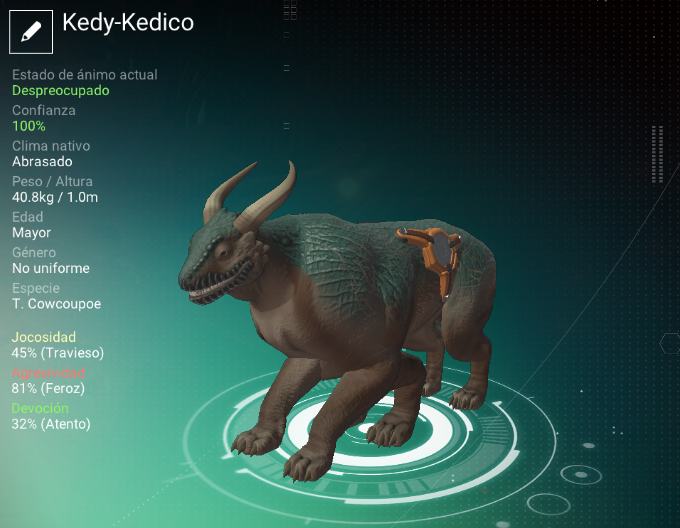 Kedy-Kedico
Estado de ánimo actual
Despreocupado
Confianza
100%
Clima nativo
Abrasado
Peso / Altura
40.8kg / 1.0m
Edad
Mayor
Género
No uniforme
Especie
T. Cowcoupoe
Jocosidad
45% (Travieso)
Agresividad
81% (Feroz)
Devoción
32% (Atento)